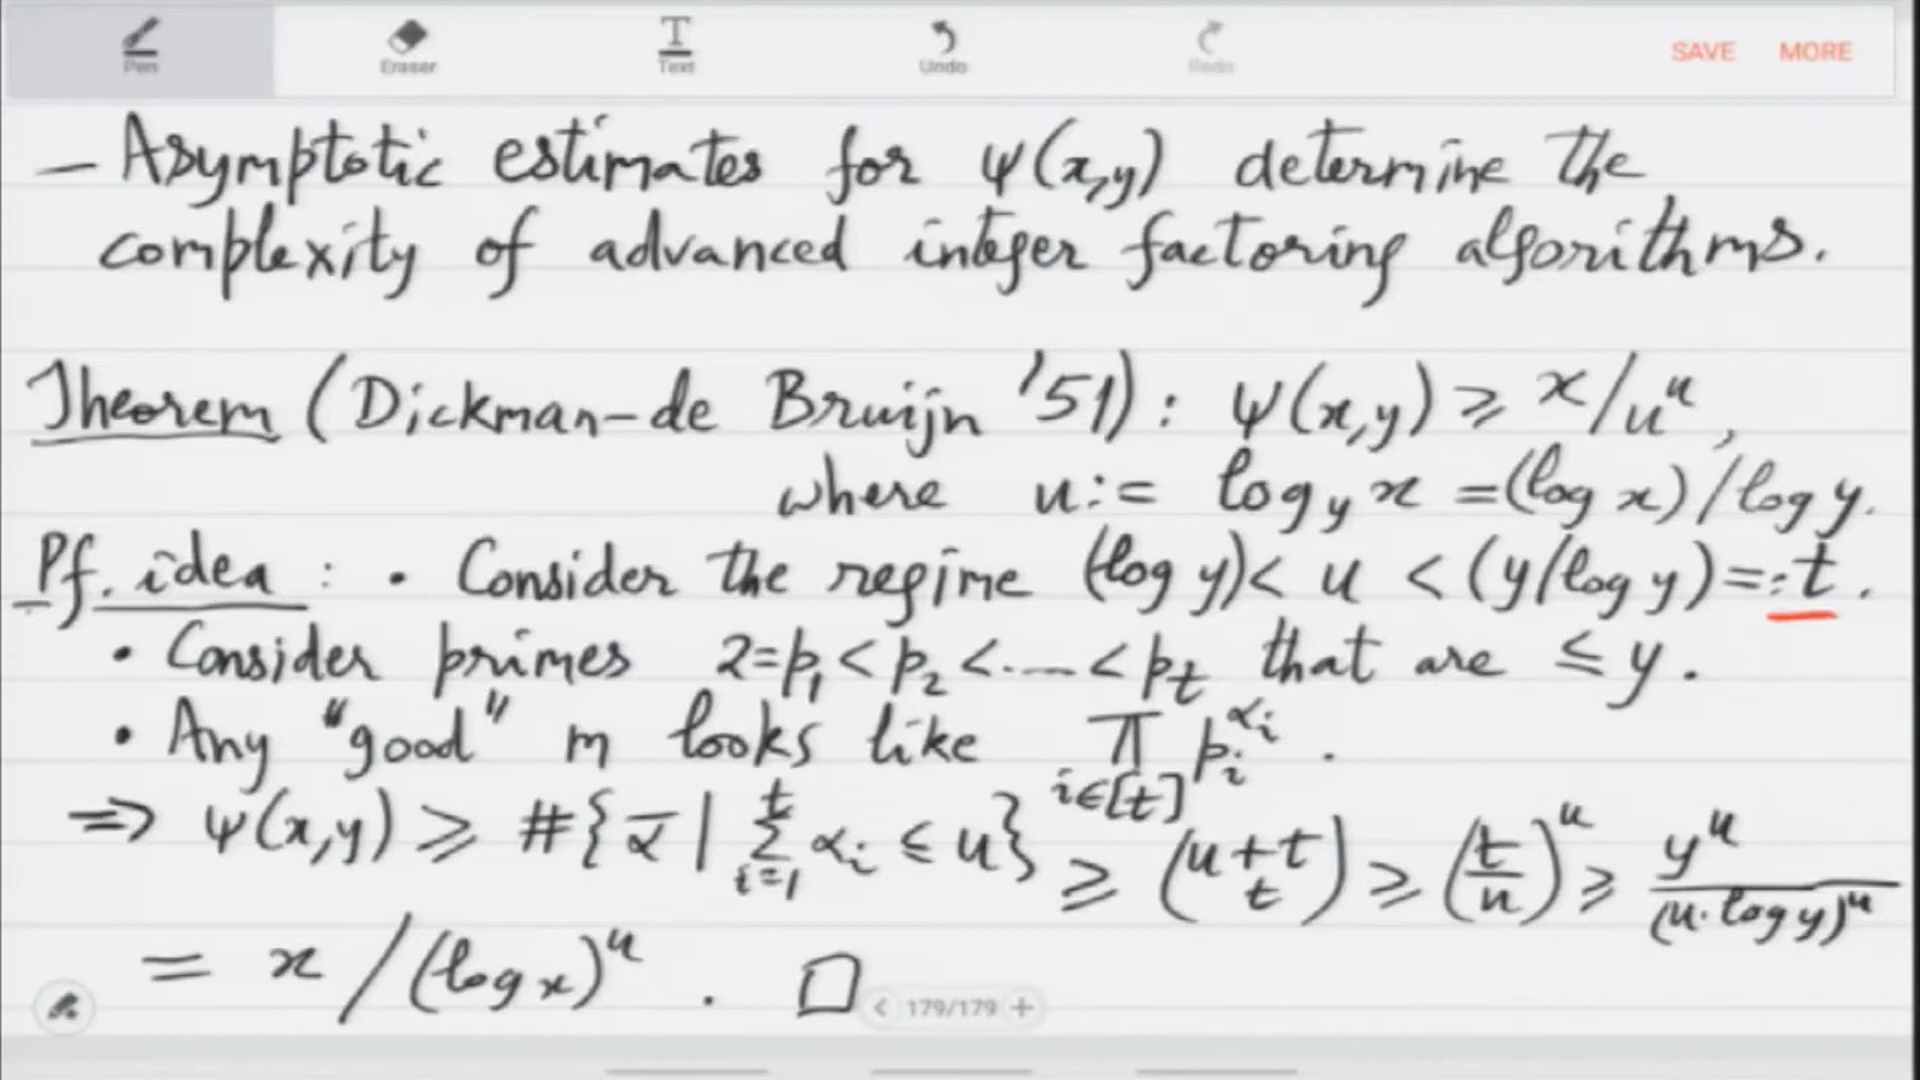 Pen Eraser Text Undo Redo SAVE MORE
— Asymptotic estimates for ψ(x,y) determine the
complexity of advanced integer factoring algorithms.
Theorem (Dickman-de Bruijn '51): ψ(x,y) ≥ x/u^u,
where u := log_y x = (log x)/log y.
Pf. idea : • Consider the regime (log y) < u < (y/log y) =: t.
• Consider primes 2=p_1 < p_2 < .... < p_t that are ≤ y.
• Any "good" m looks like ∏_{i∈[t]} p_i^{α_i} .
⇒ ψ(x,y) ≥ #{ᾱ | ∑_{i=1}^{t} α_i ≤ u} ≥ (u+t t) ≥ (t/u)^u ≥ y^u/(u·log y)^u
= x/(log x)^u . □
< 179/179 +